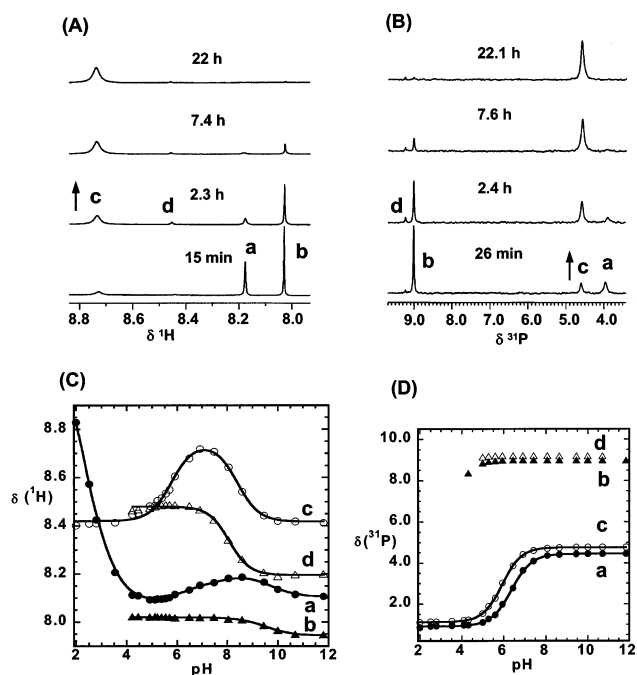 (A)
22 h
7.4 h
2.3 h
c
d
15 min
a
b
8.8 8.6 8.4 8.2 8.0
δ ¹H
(B)
22.1 h
7.6 h
2.4 h
d
b
26 min
c
a
9.0 8.0 7.0 6.0 5.0 4.0
δ ³¹P
(C)
8.8
8.6
8.4
8.2
8.0
δ (¹H)
c
d
a
b
2 4 6 8 10 12
pH
(D)
10.0
8.0
6.0
4.0
2.0
δ(³¹P)
d
b
c
a
2 4 6 8 10 12
pH